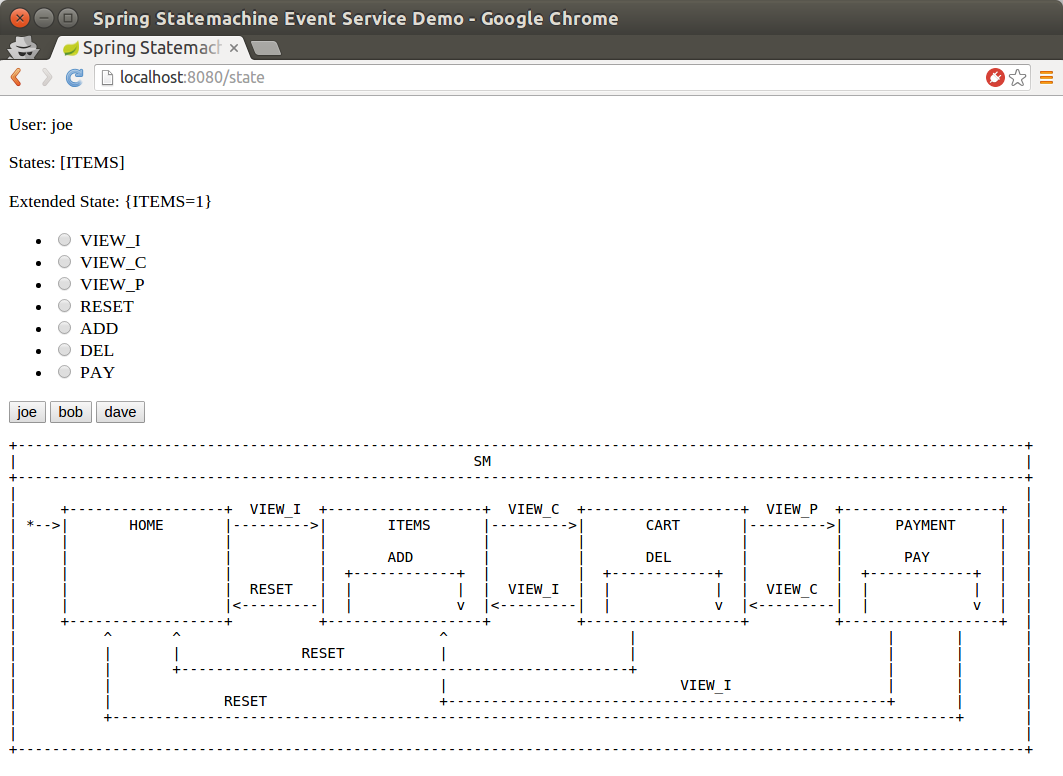 Spring Statemachine Event Service Demo - Google Chrome
Spring Statemach
localhost:8080/state
User: joe
States: [ITEMS]
Extended State: {ITEMS=1}
VIEW_I
VIEW_C
VIEW_P
RESET
ADD
DEL
PAY
joe bob dave
SM
VIEW_I VIEW_C VIEW_P
*--> HOME ITEMS CART PAYMENT
ADD DEL PAY
RESET VIEW_I VIEW_C
v v v
RESET
VIEW_I
RESET